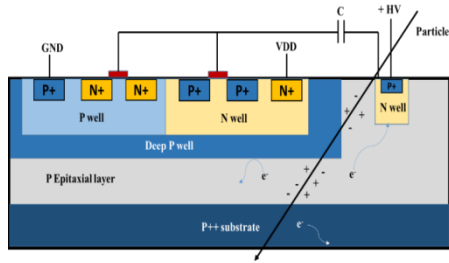 C
+ HV
Particle
GND
VDD
P+ N+ N+ P+ P+ N+ P+
P well
N well
N well
Deep P well
- + - +
P Epitaxial layer
e-
e-
+ - + - + - +
P++ substrate
e-